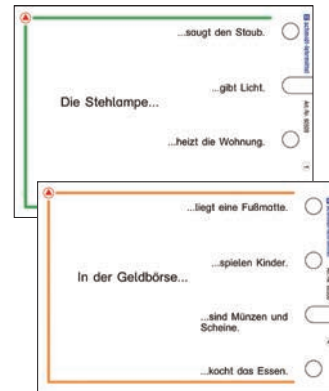 ...saugt den Staub.
...gibt Licht.
Die Stehlampe...
...heizt die Wohnung.
...liegt eine Fußmatte.
...spielen Kinder.
In der Geldbörse...
...sind Münzen und
Scheine.
...kocht das Essen.